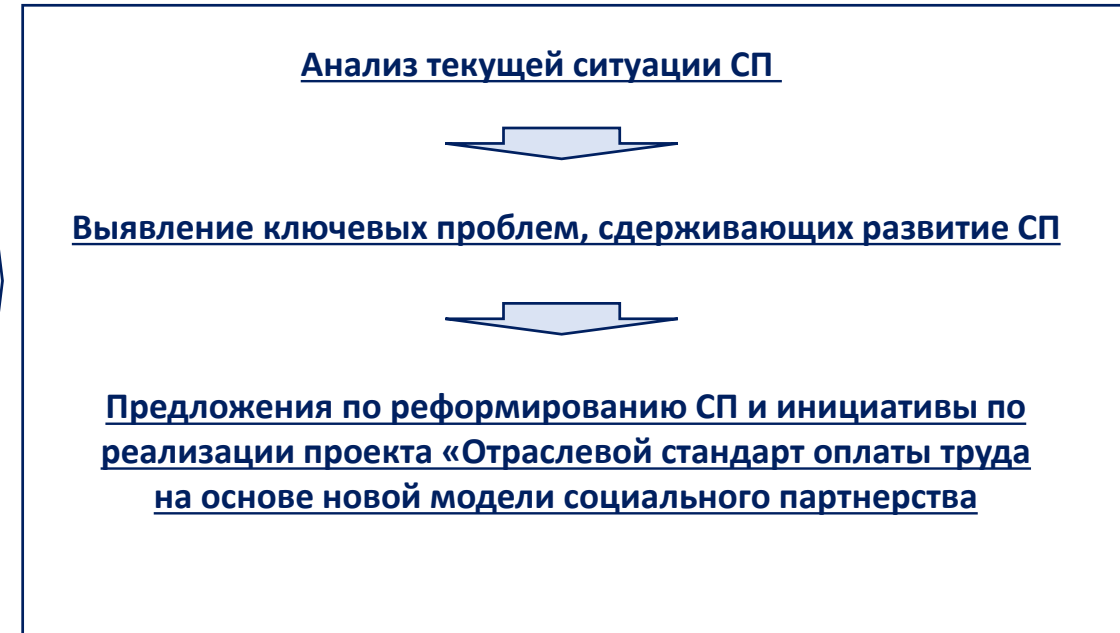 Анализ текущей ситуации СП
Выявление ключевых проблем, сдерживающих развитие СП
Предложения по реформированию СП и инициативы по
реализации проекта «Отраслевой стандарт оплаты труда
на основе новой модели социального партнерства